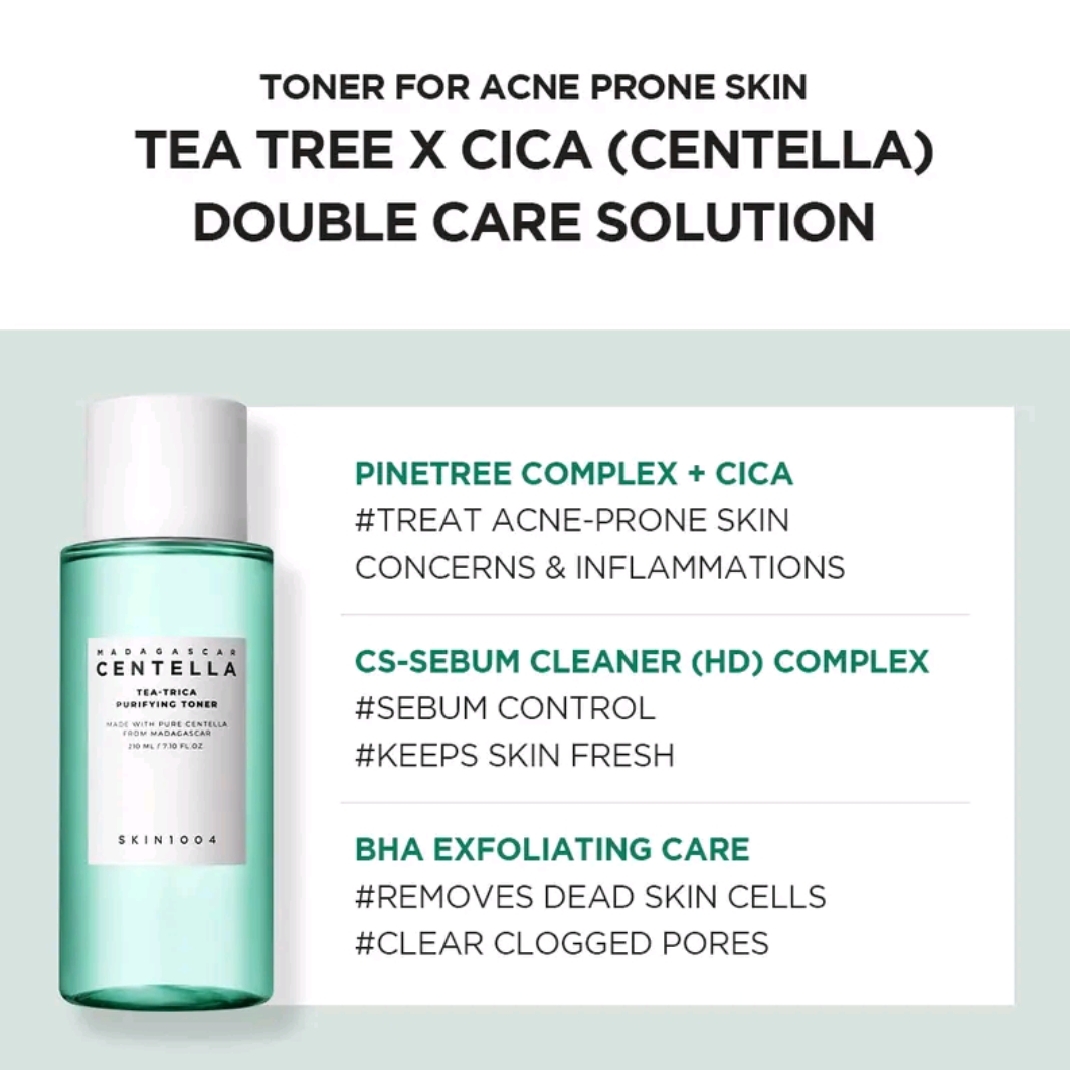 TONER FOR ACNE PRONE SKIN
TEA TREE X CICA (CENTELLA)
DOUBLE CARE SOLUTION
MADAGASCAR
CENTELLA
TEA-TRICA
PURIFYING TONER
MADE WITH PURE CENTELLA
FROM MADAGASCAR
210 ML / 7.10 FL.OZ
SKIN1004
PINETREE COMPLEX + CICA
#TREAT ACNE-PRONE SKIN
CONCERNS & INFLAMMATIONS
CS-SEBUM CLEANER (HD) COMPLEX
#SEBUM CONTROL
#KEEPS SKIN FRESH
BHA EXFOLIATING CARE
#REMOVES DEAD SKIN CELLS
#CLEAR CLOGGED PORES